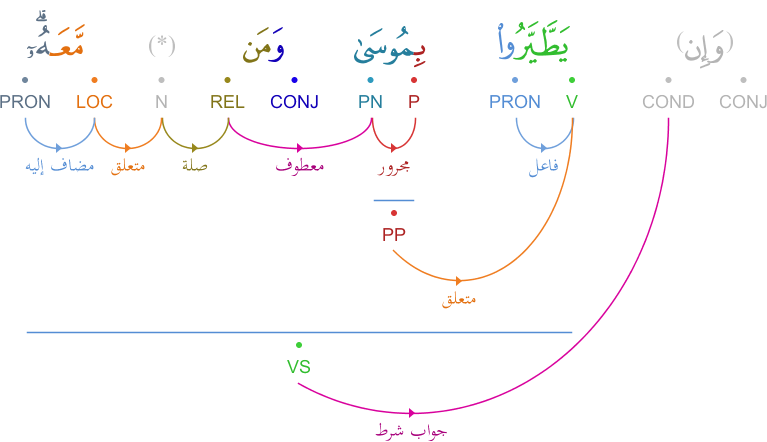 (وَإِن) يَطَّيَّرُوا۟ بِمُوسَىٰ وَمَن (*) مَّعَهُۥٓ ۗ
PRON LOC N REL CONJ PN P PRON V COND CONJ
مضاف إليه متعلق صلة معطوف مجرور فاعل
PP
متعلق
VS
جواب شرط